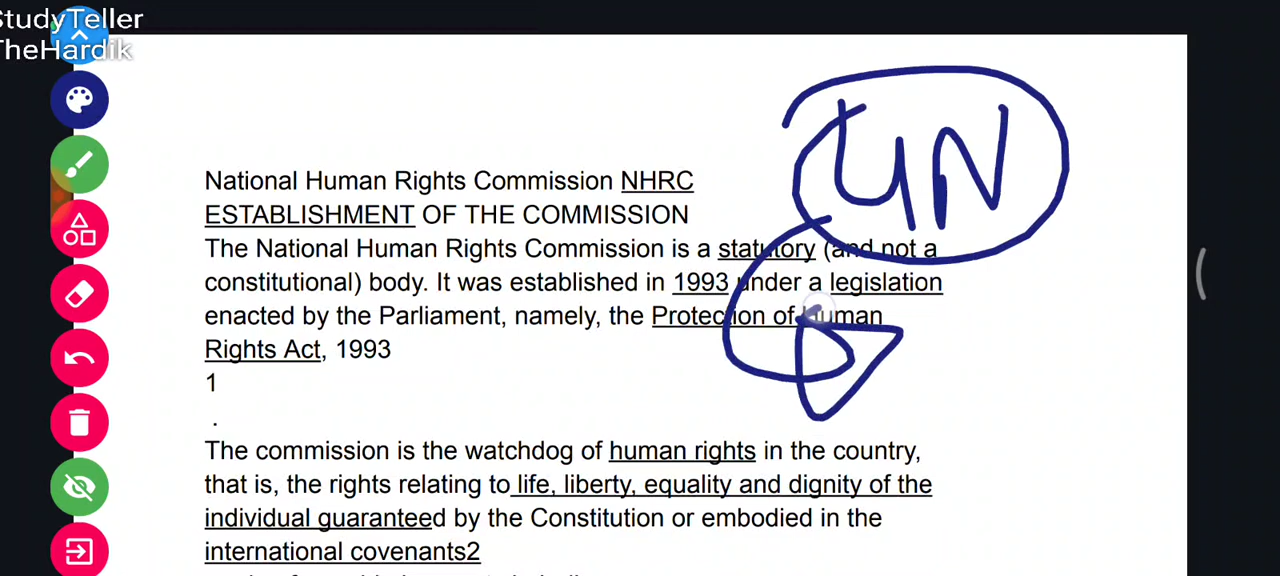 StudyTeller
TheHardik
UN
National Human Rights Commission NHRC
ESTABLISHMENT OF THE COMMISSION
The National Human Rights Commission is a statutory (and not a
constitutional) body. It was established in 1993 under a legislation
enacted by the Parliament, namely, the Protection of Human
Rights Act, 1993
1
.
The commission is the watchdog of human rights in the country,
that is, the rights relating to life, liberty, equality and dignity of the
individual guaranteed by the Constitution or embodied in the
international covenants2